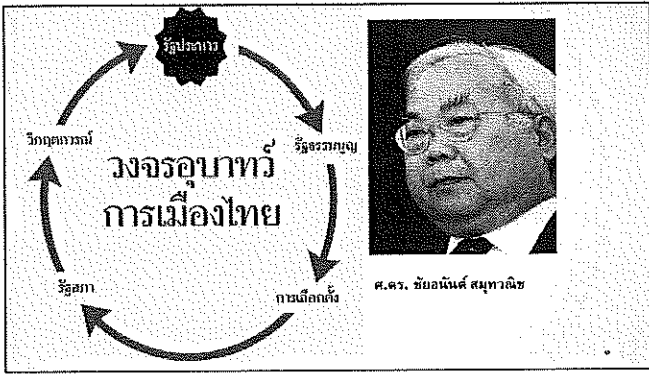 รัฐประหาร
รัฐธรรมนูญ
การเลือกตั้ง
รัฐสภา
วิกฤตการณ์
วงจรอุบาทว์
การเมืองไทย
ศ.ดร. ชัยอนันต์ สมุทวณิช